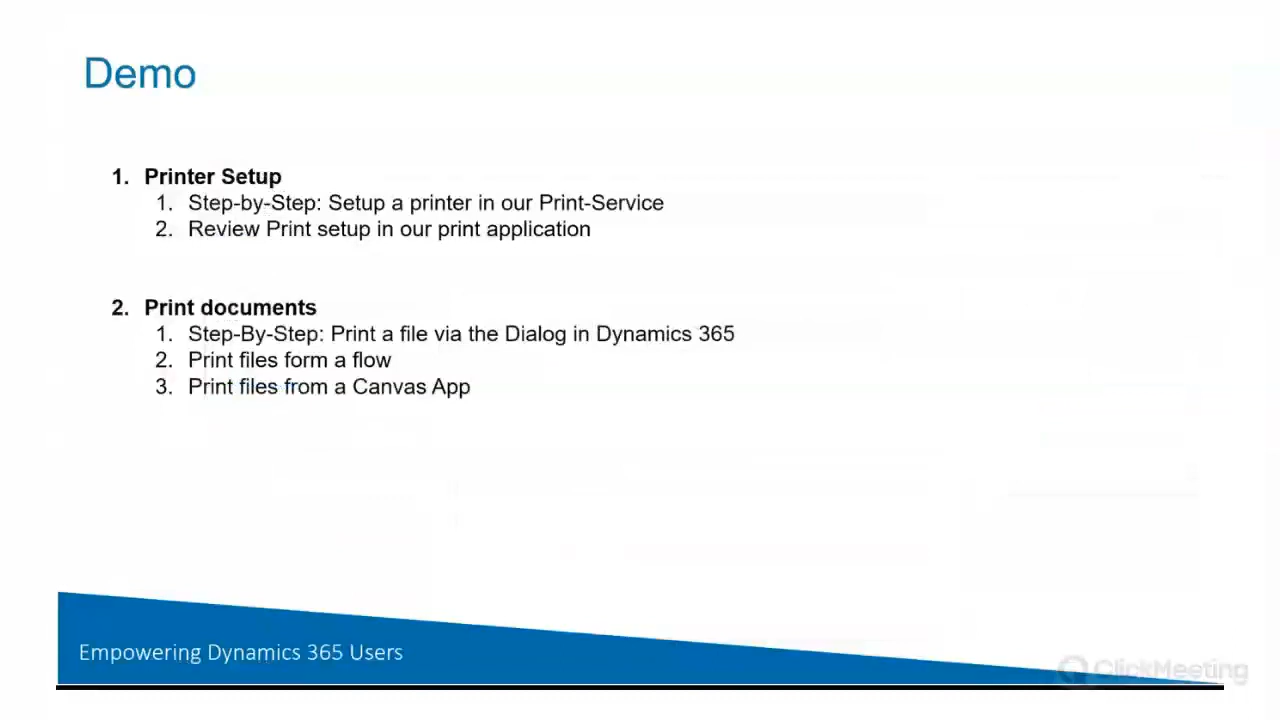 Demo
1. Printer Setup
1. Step-by-Step: Setup a printer in our Print-Service
2. Review Print setup in our print application
2. Print documents
1. Step-By-Step: Print a file via the Dialog in Dynamics 365
2. Print files form a flow
3. Print files from a Canvas App
Empowering Dynamics 365 Users
ClickMeeting